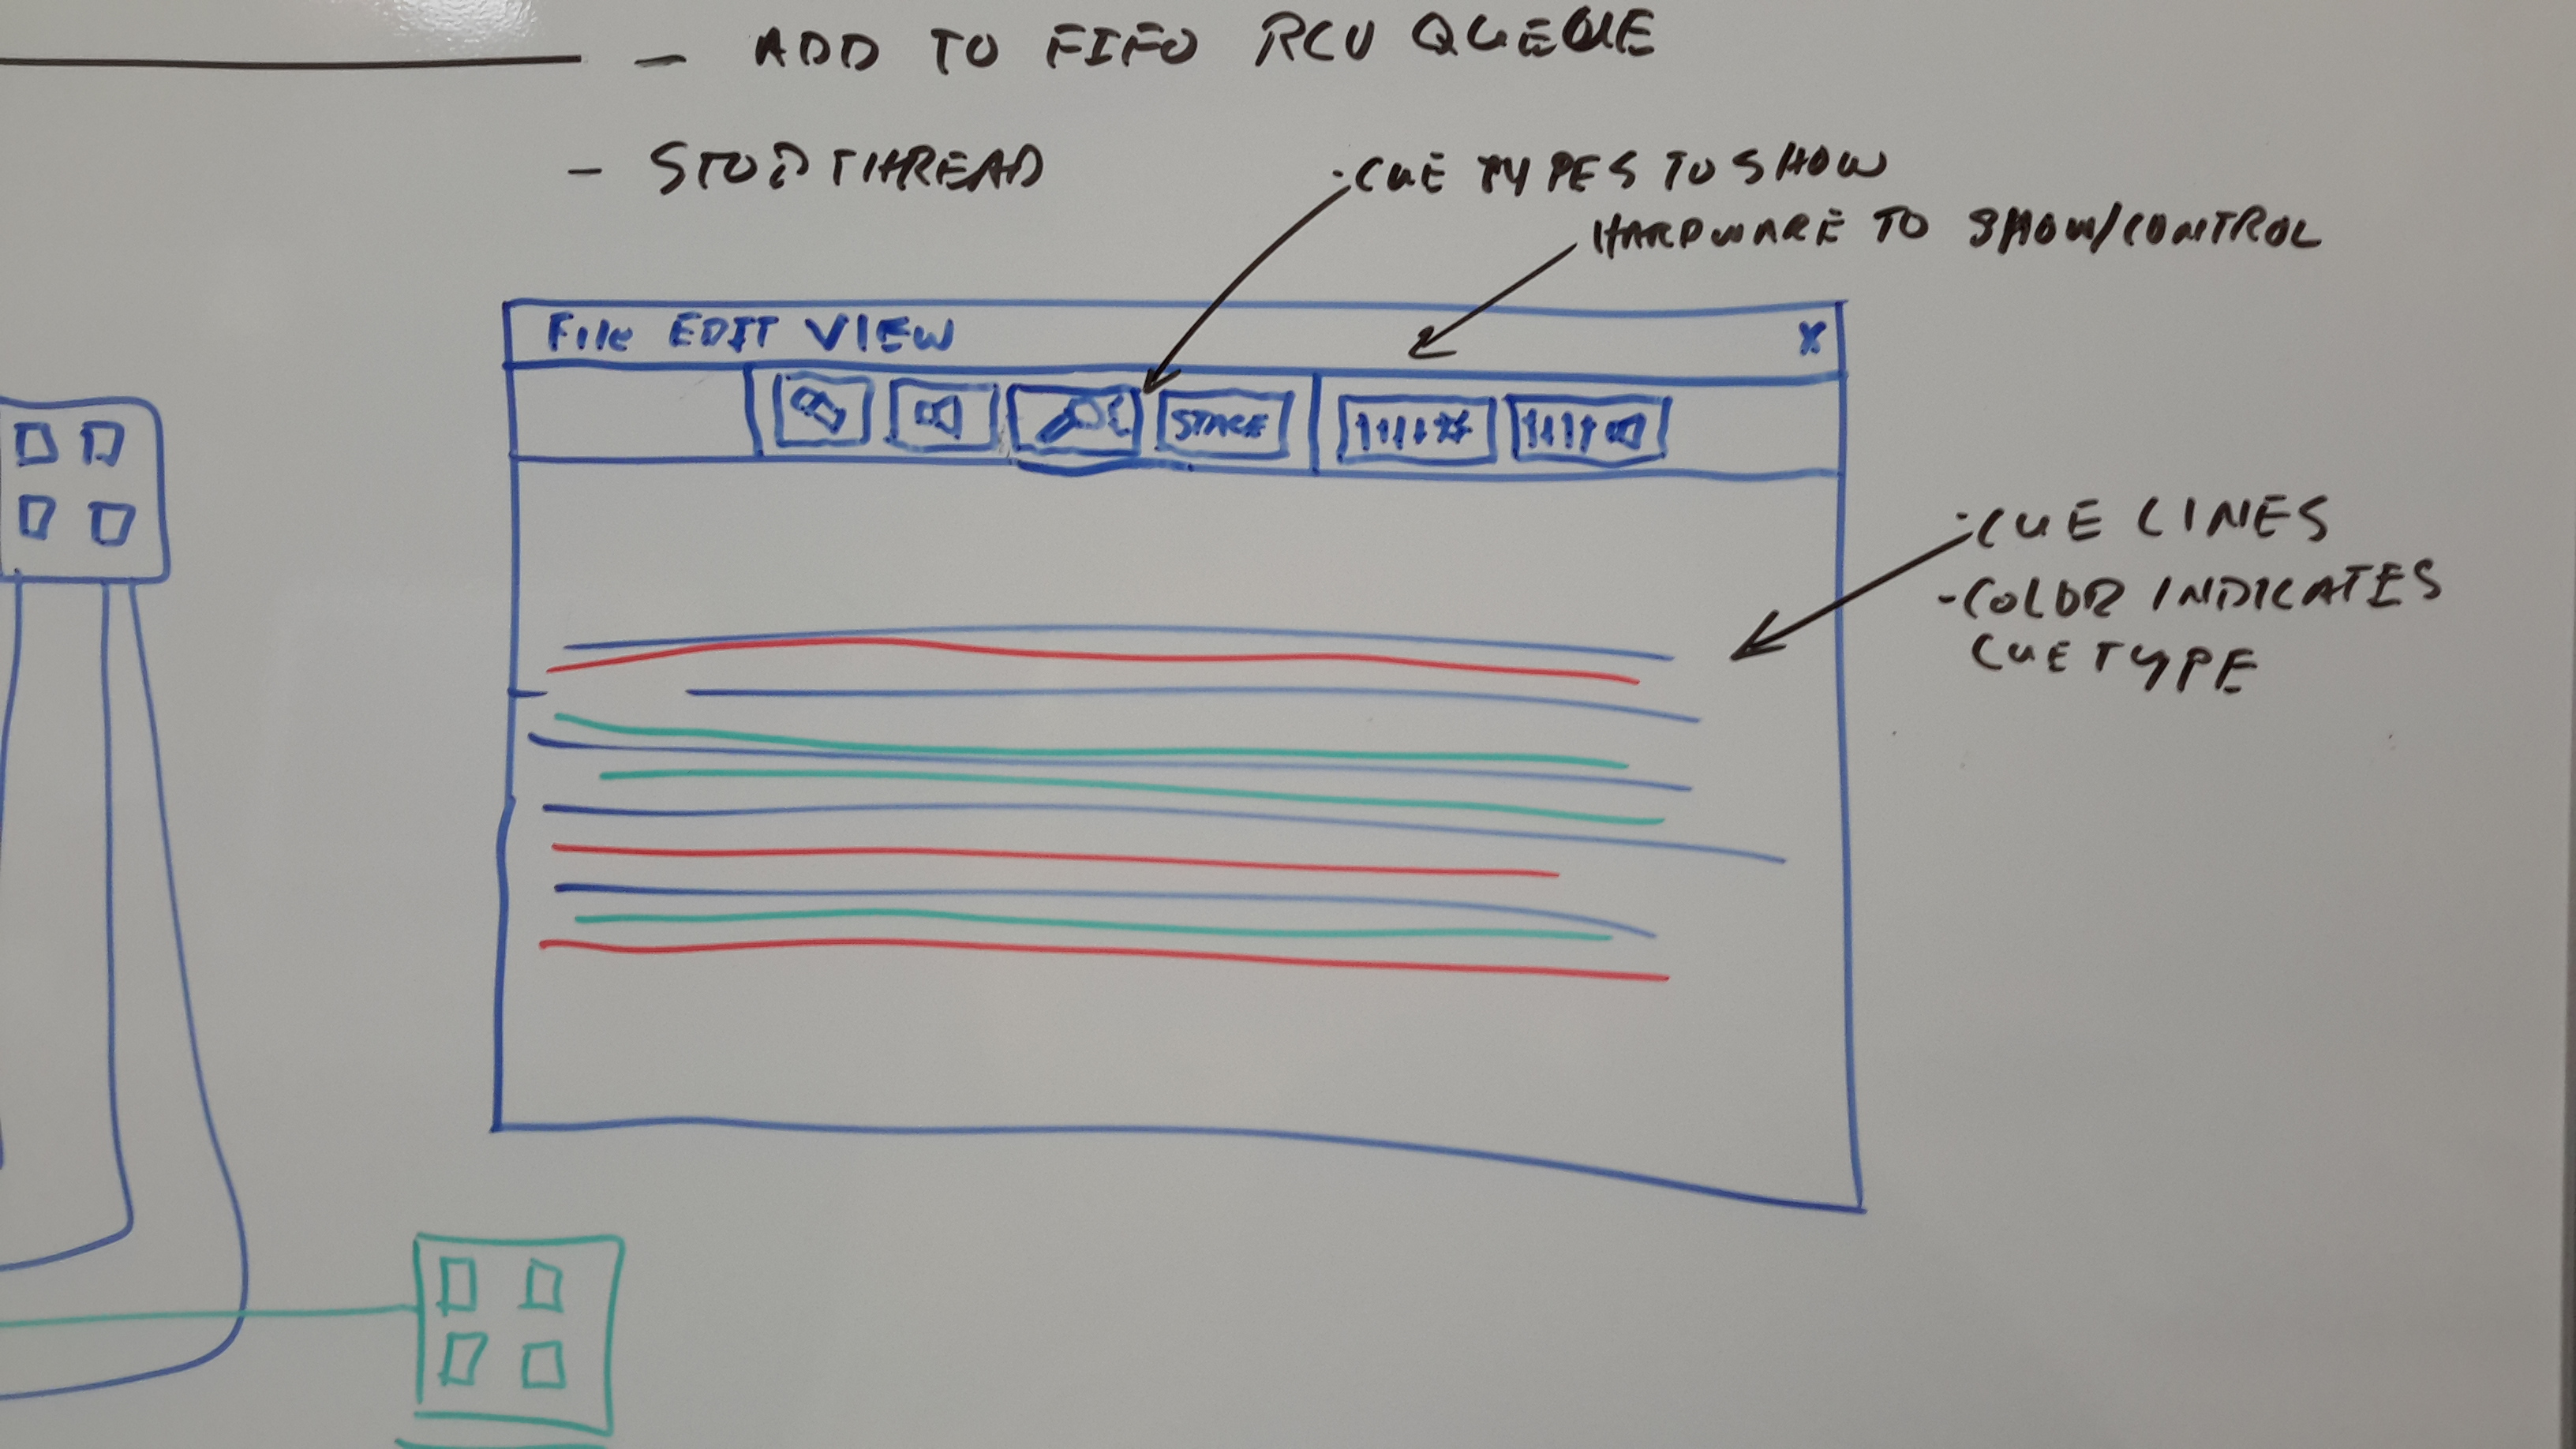 - ADD TO FIFO RCV QUEUE
- STOP THREAD
· CUE TYPES TO SHOW
HARDWARE TO SHOW/CONTROL
File EDIT VIEW X
STAGE
· CUE LINES
- COLOR INDICATES
CUE TYPE